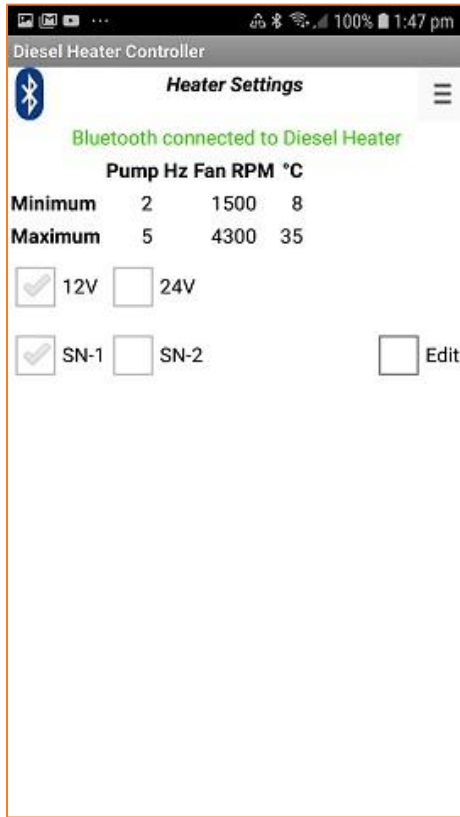 100% 1:47 pm
Diesel Heater Controller
Heater Settings
Bluetooth connected to Diesel Heater
Pump Hz Fan RPM °C
Minimum 2 1500 8
Maximum 5 4300 35
12V 24V
SN-1 SN-2 Edit